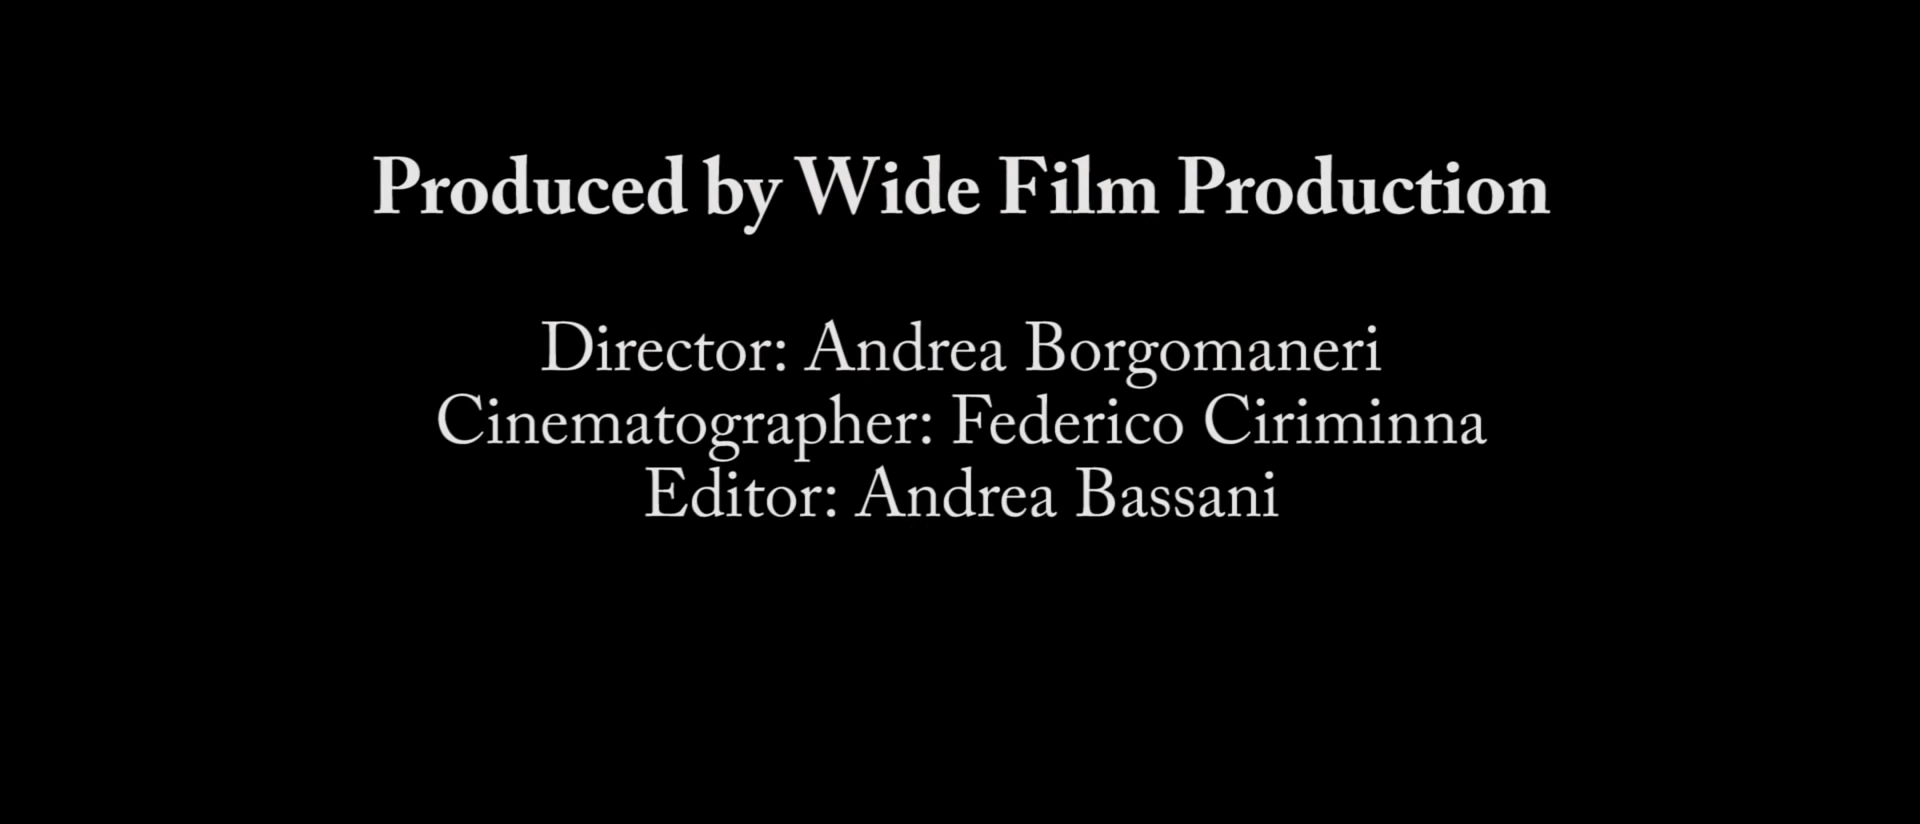 Produced by Wide Film Production
Director: Andrea Borgomaneri
Cinematographer: Federico Ciriminna
Editor: Andrea Bassani